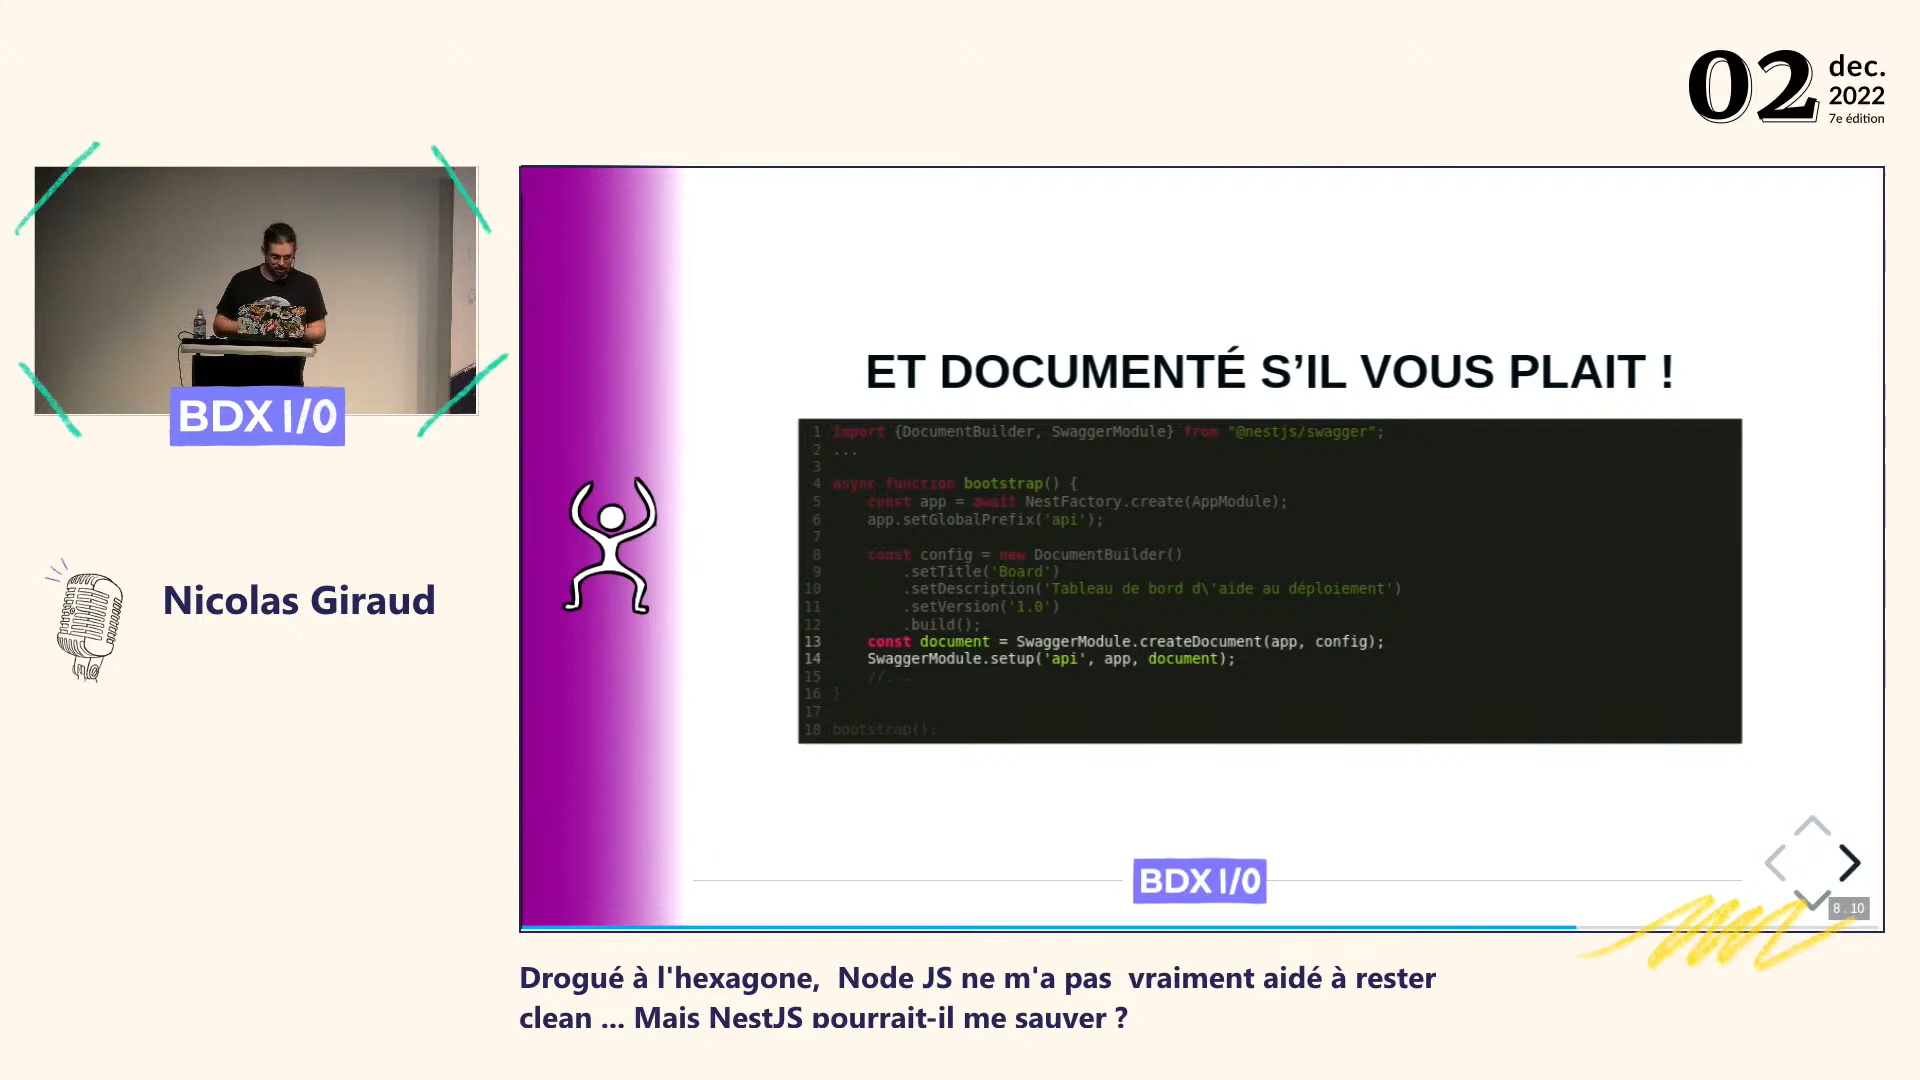 02 dec.
2022
7e édition
BDX I/O
Nicolas Giraud
ET DOCUMENTÉ S’IL VOUS PLAIT !
1 import {DocumentBuilder, SwaggerModule} from "@nestjs/swagger";
2 ...
3
4 async function bootstrap() {
5 const app = await NestFactory.create(AppModule);
6 app.setGlobalPrefix('api');
7
8 const config = new DocumentBuilder()
9 .setTitle('Board')
10 .setDescription('Tableau de bord d\'aide au déploiement')
11 .setVersion('1.0')
12 .build();
13 const document = SwaggerModule.createDocument(app, config);
14 SwaggerModule.setup('api', app, document);
15 //...
16 }
17
18 bootstrap();
BDX I/O
8.10
Drogué à l'hexagone, Node JS ne m'a pas vraiment aidé à rester
clean ... Mais NestJS pourrait-il me sauver ?